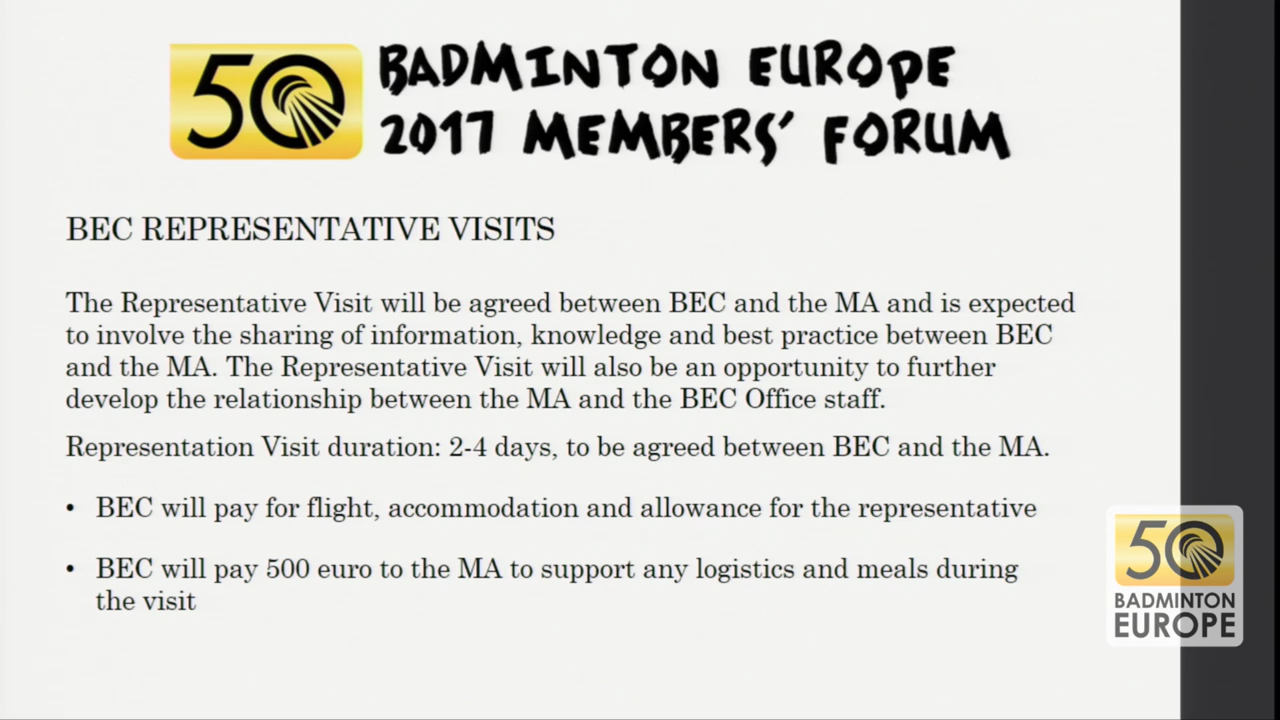 50
BADMINTON EUROPE
2017 MEMBERS' FORUM
BEC REPRESENTATIVE VISITS
The Representative Visit will be agreed between BEC and the MA and is expected
to involve the sharing of information, knowledge and best practice between BEC
and the MA. The Representative Visit will also be an opportunity to further
develop the relationship between the MA and the BEC Office staff.
Representation Visit duration: 2-4 days, to be agreed between BEC and the MA.
• BEC will pay for flight, accommodation and allowance for the representative
• BEC will pay 500 euro to the MA to support any logistics and meals during
the visit
50
BADMINTON
EUROPE